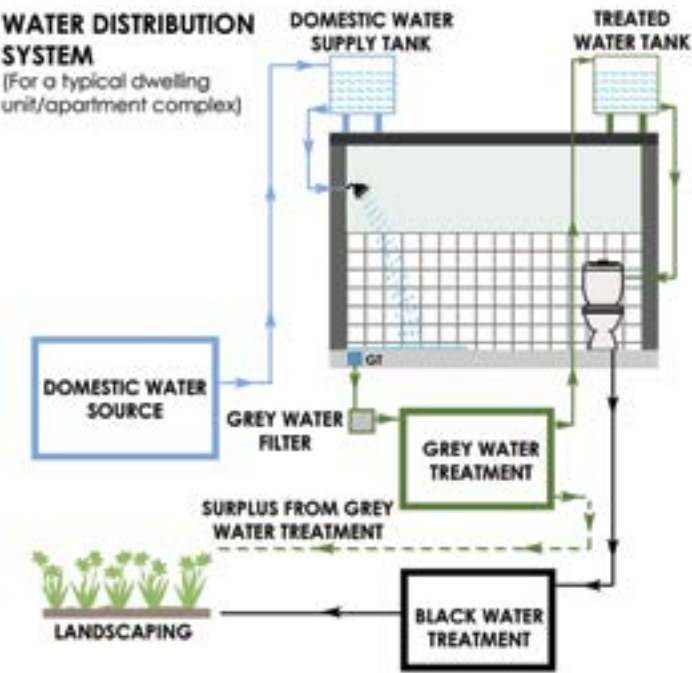 WATER DISTRIBUTION
SYSTEM
(For a typical dwelling
unit/apartment complex)
DOMESTIC WATER
SUPPLY TANK
TREATED
WATER TANK
GT
DOMESTIC WATER
SOURCE
GREY WATER
FILTER
GREY WATER
TREATMENT
SURPLUS FROM GREY
WATER TREATMENT
LANDSCAPING
BLACK WATER
TREATMENT